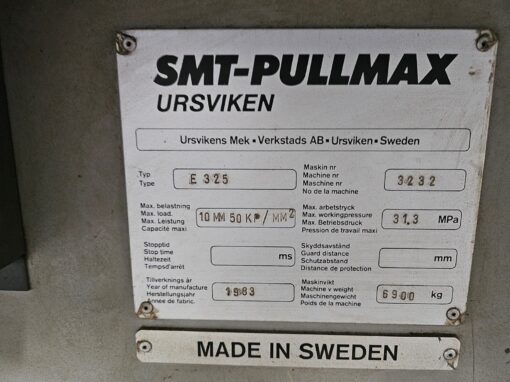 SMT-PULLMAX
URSVIKEN
Ursvikens Mek ▪ Verkstads AB ▪ Ursviken ▪ Sweden
Typ
Type
E 325
Maskin nr
Machine nr
Maschine nr
No de la machine
3232
Max. belastning
Max. load.
Max. Leistung
Capacité maxi
10 MM 50 KP/MM²
Max. arbetstryck
Max. workingpressure
Max. Betriebsdruck
Pression de travail maxi
31,3 MPa
Stopptid
Stop time
Haltezeit
Tempsd'arrêt
ms
Skyddsavstånd
Guard distance
Schutzabstand
Distance de protection
mm
Tillverknings år
Year of manufacture
Herstellungsjahr
Année de fabric.
1983
Maskinvikt
Machine v weight
Maschinengewicht
Poids de la machine
6900 kg
MADE IN SWEDEN